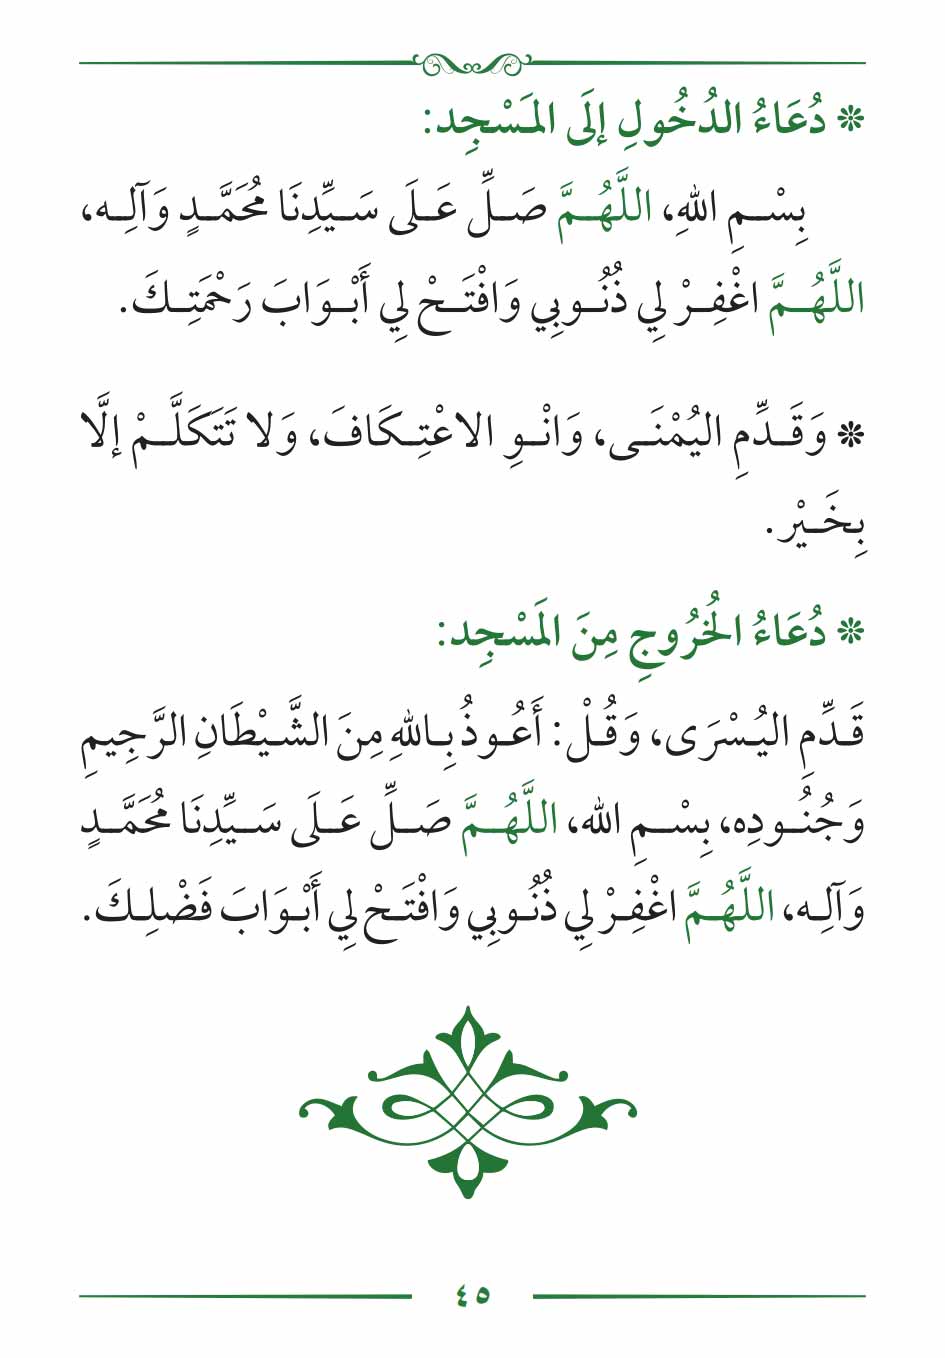 ❊ دُعَاءُ الدُخُولِ إلَى المَسْجِد:
بِسْمِ اللهِ، اللَّهُمَّ صَلِّ عَلَى سَيِّدِنَا مُحَمَّدٍ وَآلِه،
اللَّهُمَّ اغْفِرْ لِي ذُنُوبِي وَافْتَحْ لِي أَبْوَابَ رَحْمَتِكَ.
❊ وَقَدِّمِ اليُمْنَى، وَانْوِ الاعْتِكَافَ، وَلا تَتَكَلَّمْ إلَّا
بِخَيْر.
❊ دُعَاءُ الخُرُوجِ مِنَ المَسْجِد:
قَدِّمِ اليُسْرَى، وَقُلْ: أَعُوذُ بِاللهِ مِنَ الشَّيْطَانِ الرَّجِيمِ
وَجُنُودِه، بِسْمِ الله، اللَّهُمَّ صَلِّ عَلَى سَيِّدِنَا مُحَمَّدٍ
وَآلِه، اللَّهُمَّ اغْفِرْ لِي ذُنُوبِي وَافْتَحْ لِي أَبْوَابَ فَضْلِكَ.
٤٥